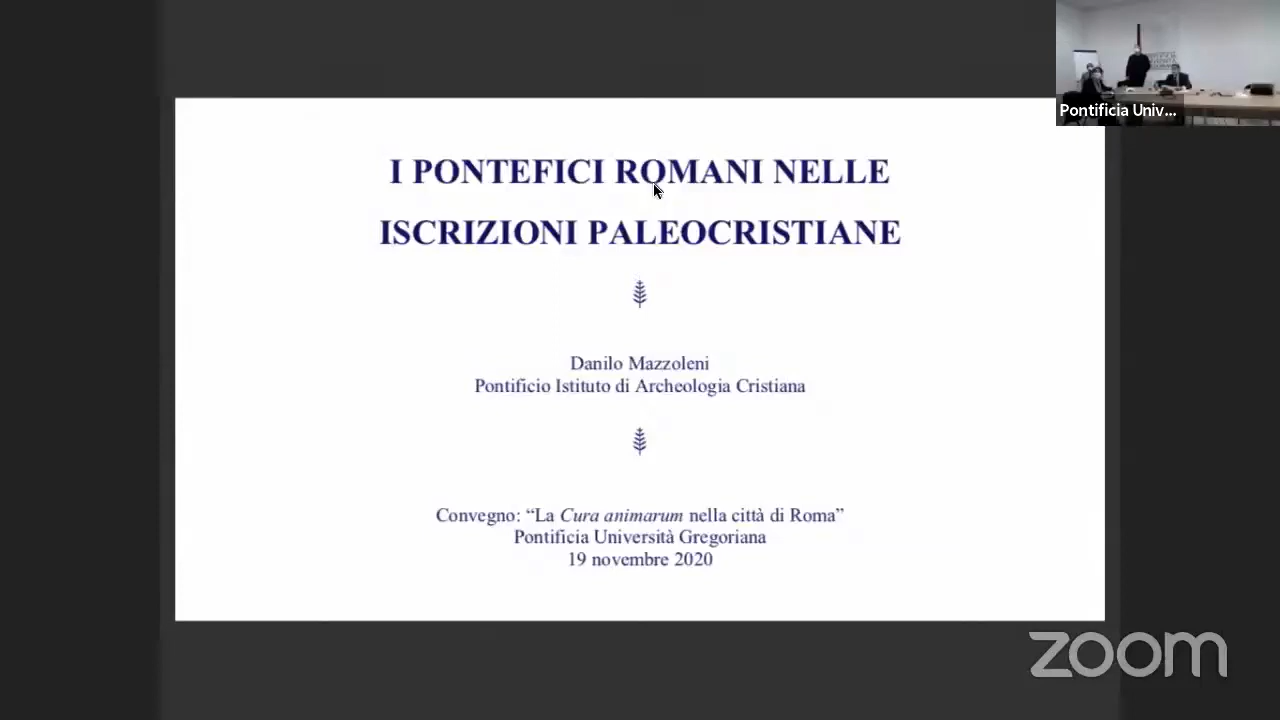 Pontificia Univ...
I PONTEFICI ROMANI NELLE
ISCRIZIONI PALEOCRISTIANE
Danilo Mazzoleni
Pontificio Istituto di Archeologia Cristiana
Convegno: “La Cura animarum nella città di Roma”
Pontificia Università Gregoriana
19 novembre 2020
zoom